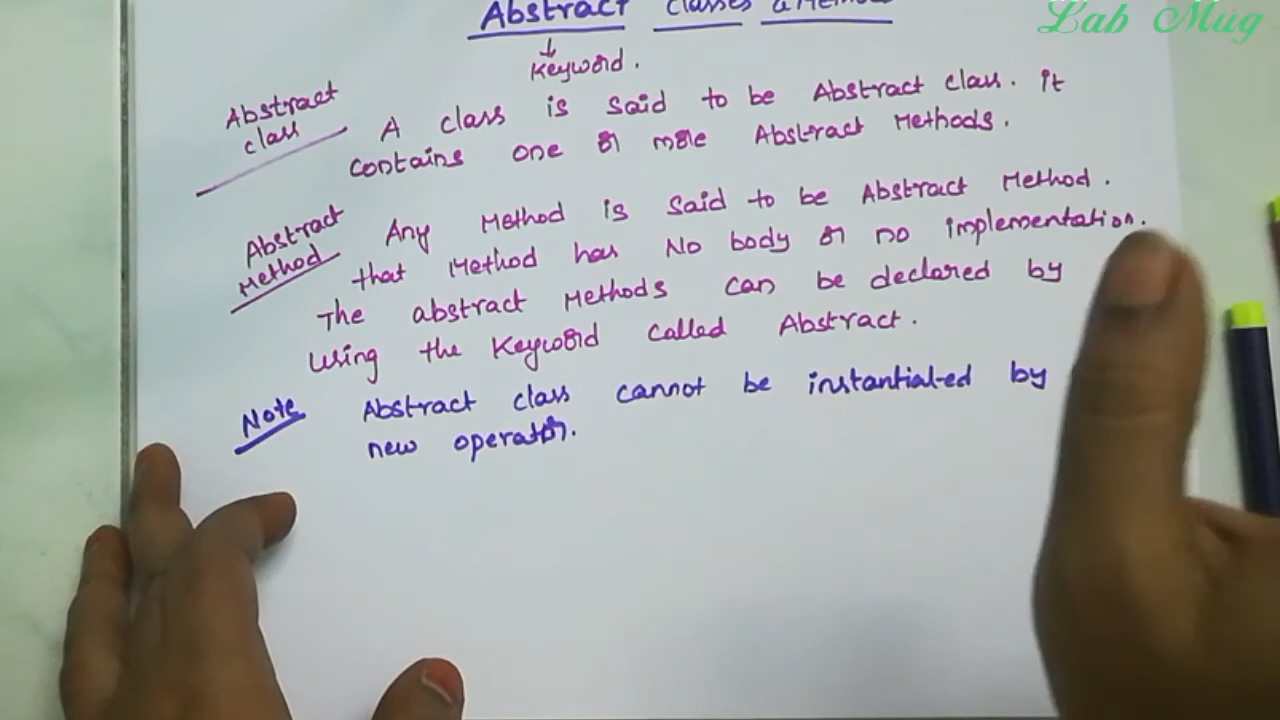 Abstract classes & Methods
Lab Mug
Keyword.
Abstract
class
A class is said to be Abstract class. it
contains one or more Abstract Methods.
Abstract
Method
Any Method is said to be Abstract Method.
that Method has No body or no implementation.
The abstract Methods can be declared by
using the Keyword called Abstract.
Note
Abstract class cannot be instantiated by
new operator.